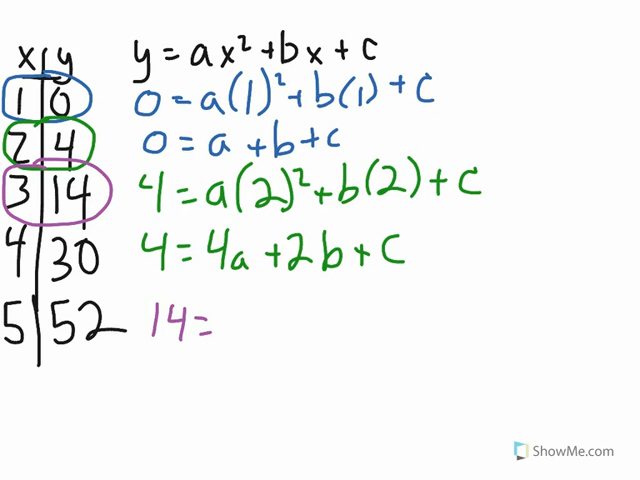 x | y y = ax² + bx + c
1 | 0 0 = a(1)² + b(1) + c
2 | 4 0 = a + b + c
3 | 14 4 = a(2)² + b(2) + c
4 | 30 4 = 4a + 2b + c
5 | 52 14 =
ShowMe.com